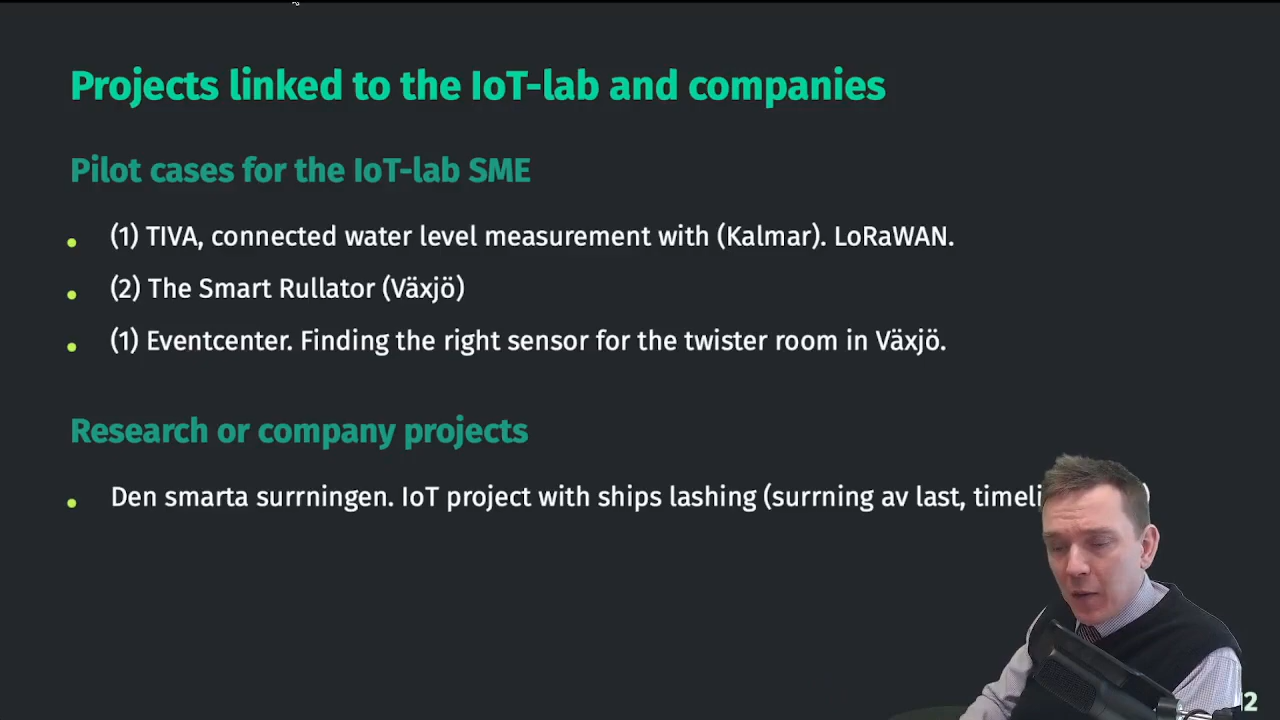 Projects linked to the IoT-lab and companies
Pilot cases for the IoT-lab SME
(1) TIVA, connected water level measurement with (Kalmar). LoRaWAN.
(2) The Smart Rullator (Växjö)
(1) Eventcenter. Finding the right sensor for the twister room in Växjö.
Research or company projects
Den smarta surrningen. IoT project with ships lashing (surrning av last,